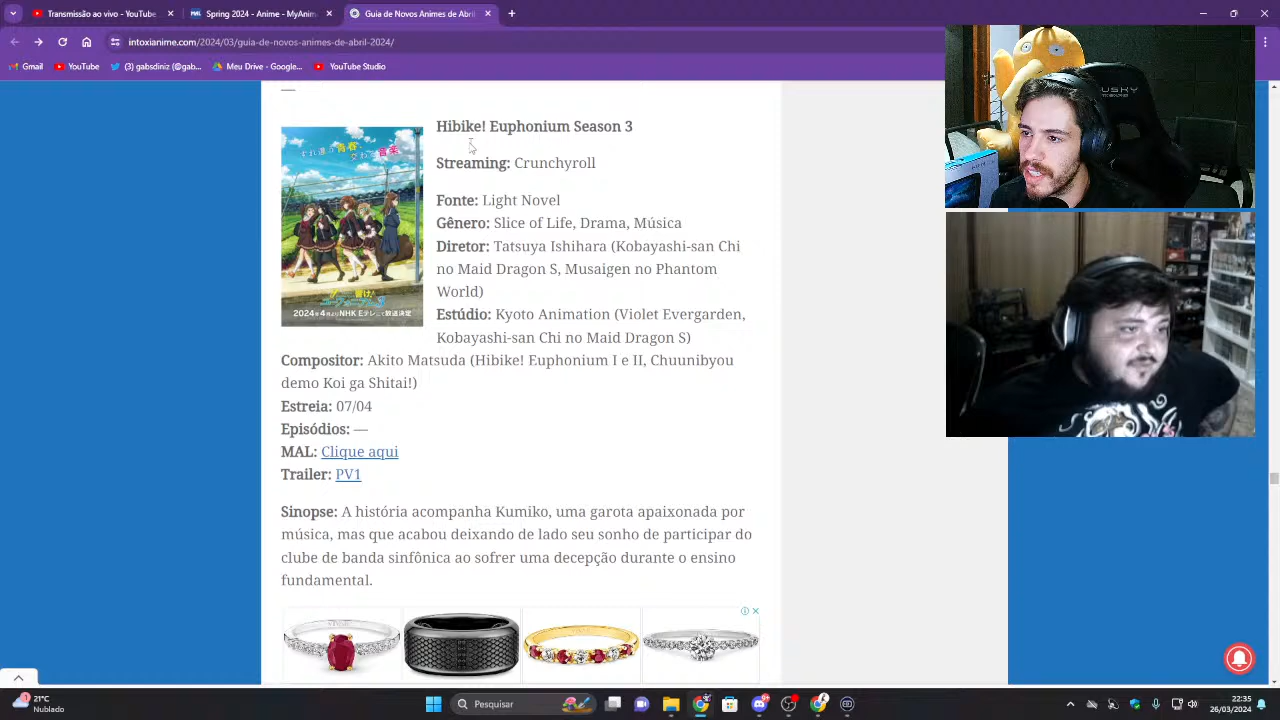 Transmissão ao Vivo - YouTu
Spring 2024 - Anime
Guia de Novos Animes de Abri
intoxianime.com/2024/03/guia-de-novos-animes-de-abril-2024/
Gmail
YouTube
(3) gabsdiniz (@gab...
Meu Drive - Google...
YouTube Studio
Hibike! Euphonium Season 3
Streaming: Crunchyroll
Fonte: Light Novel
Gênero: Slice of Life, Drama, Música
Diretor: Tatsuya Ishihara (Kobayashi-san Chi
no Maid Dragon S, Musaigen no Phantom
World)
2024年4月よりNHK Eテレにて放送決定
Estúdio: Kyoto Animation (Violet Evergarden,
Kobayashi-san Chi no Maid Dragon S)
Compositor: Akito Matsuda (Hibike! Euphonium I e II, Chuunibyou
demo Koi ga Shitai!)
Estreia: 07/04
Episódios: —
MAL: Clique aqui
Trailer: PV1
Sinopse: A história acompanha Kumiko, uma garota apaixonada por
música, mas que acabou deixando de lado seu sonho de participar do
clube de banda sinfônica ao sofrer uma decepção durante o ensino
fundamental.
21°C
Nublado
Pesquisar
22:35
26/03/2024